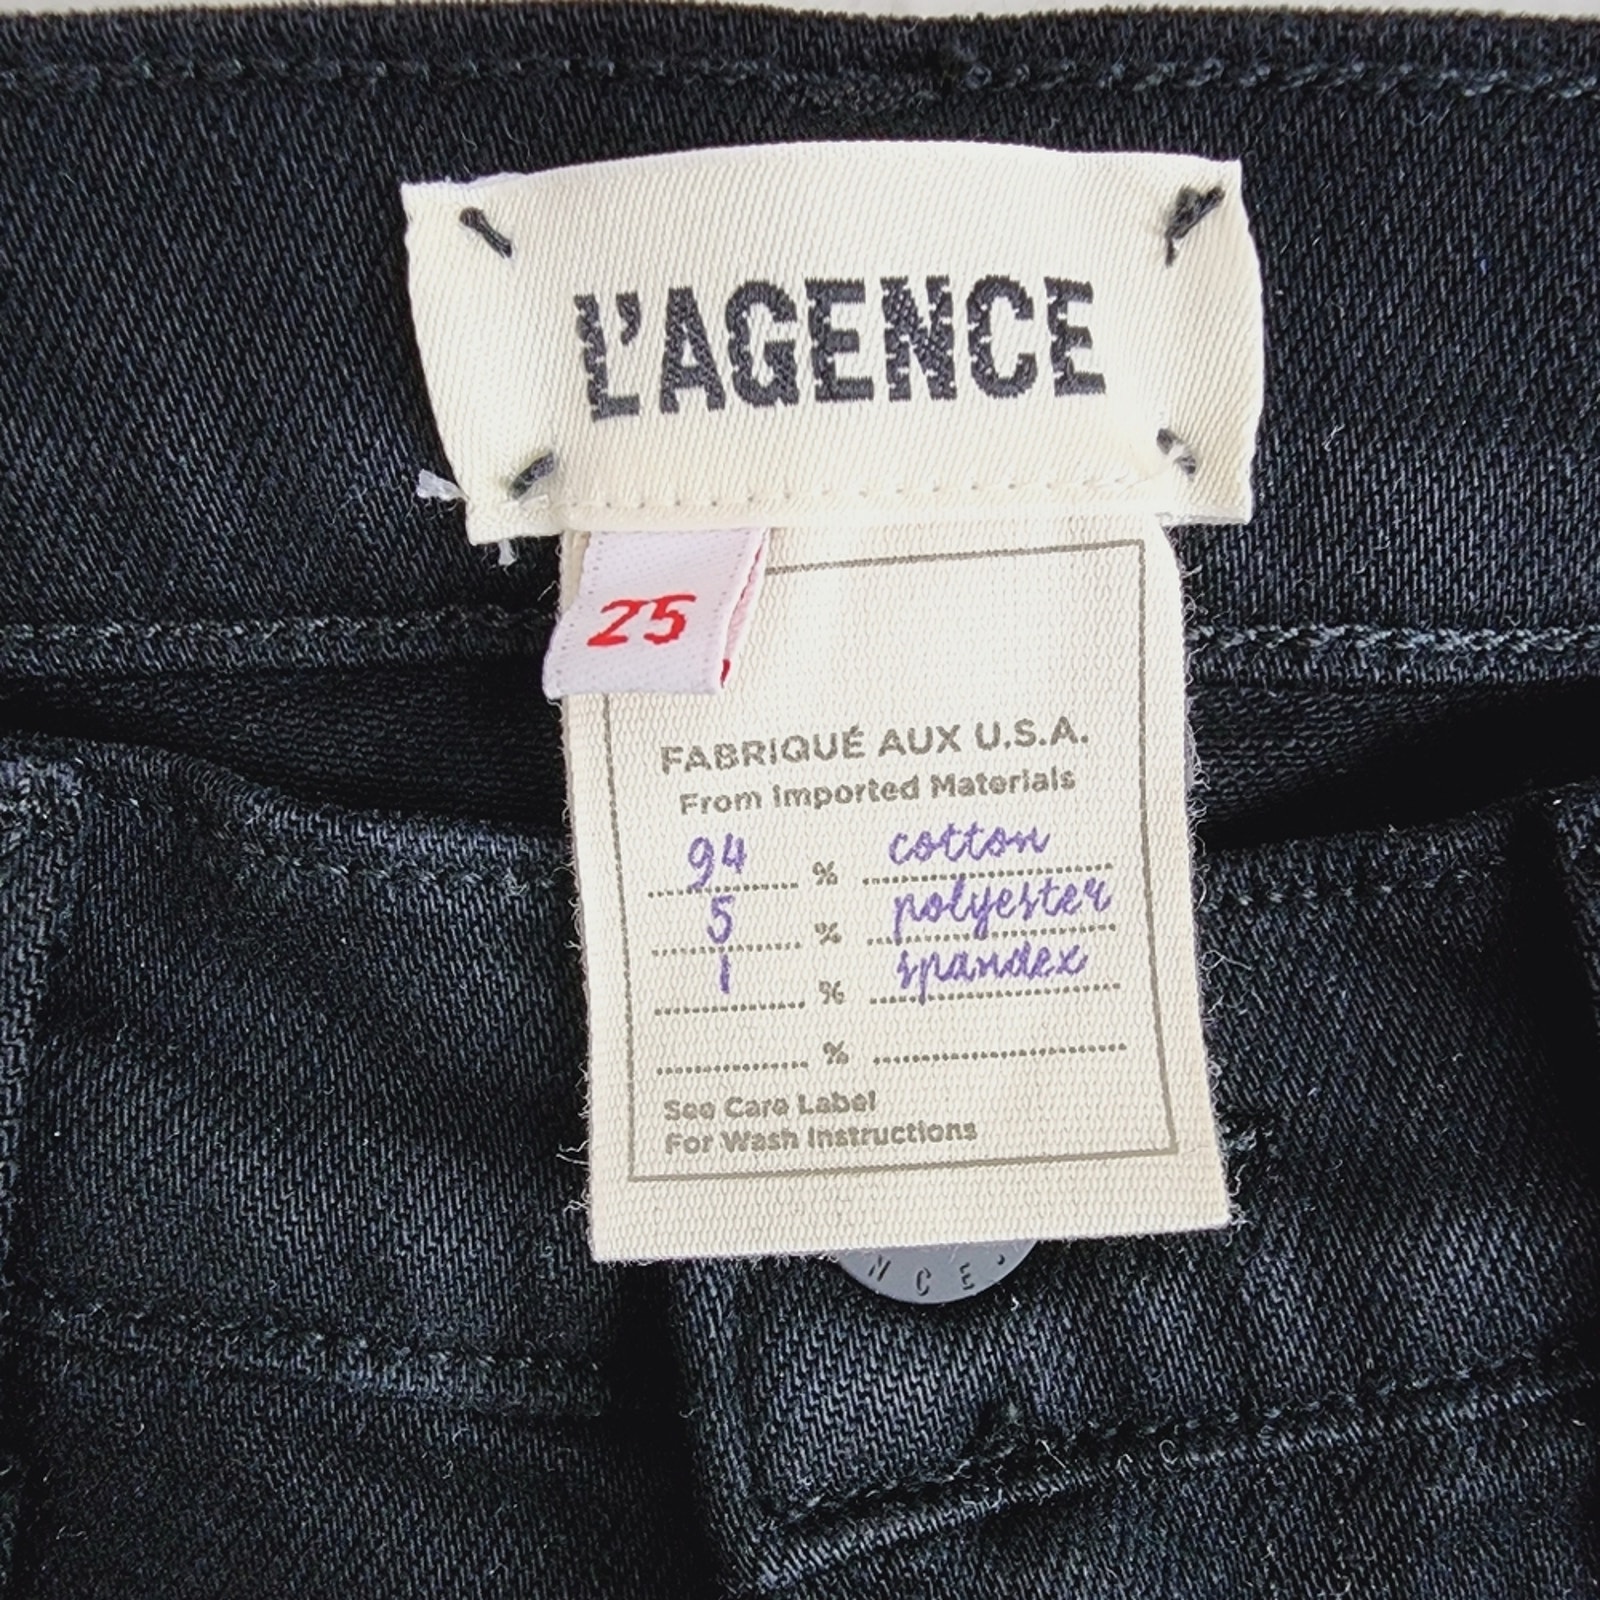 L'AGENCE
25
FABRIQUÉ AUX U.S.A.
From Imported Materials
94 % cotton
5 % polyester
1 % spandex
%
See Care Label
For Wash Instructions
NCE.